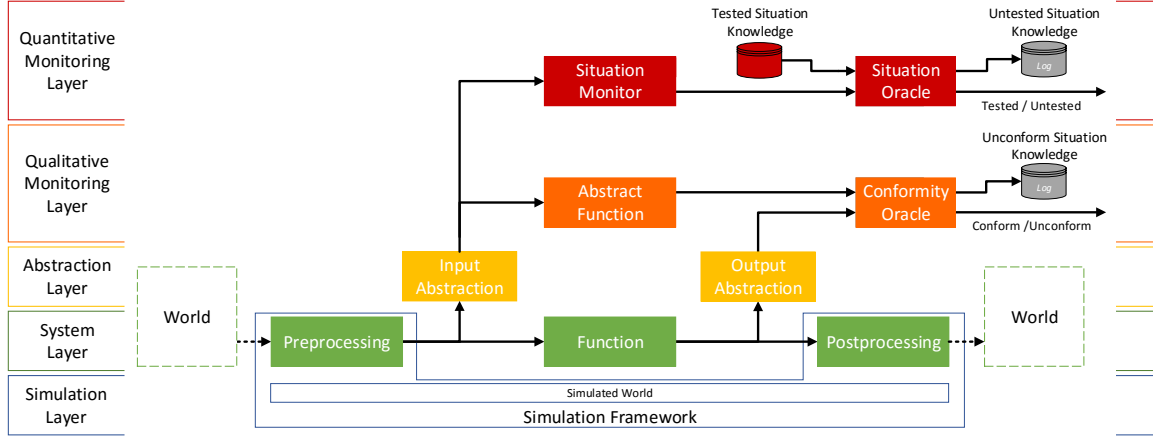 Quantitative
Monitoring
Layer
Tested Situation
Knowledge
Untested Situation
Knowledge
Situation
Monitor
Situation
Oracle
Log
Tested / Untested
Qualitative
Monitoring
Layer
Unconform Situation
Knowledge
Abstract
Function
Conformity
Oracle
Log
Conform /Unconform
Abstraction
Layer
Input
Abstraction
Output
Abstraction
World
World
System
Layer
Preprocessing
Function
Postprocessing
Simulation
Layer
Simulated World
Simulation Framework